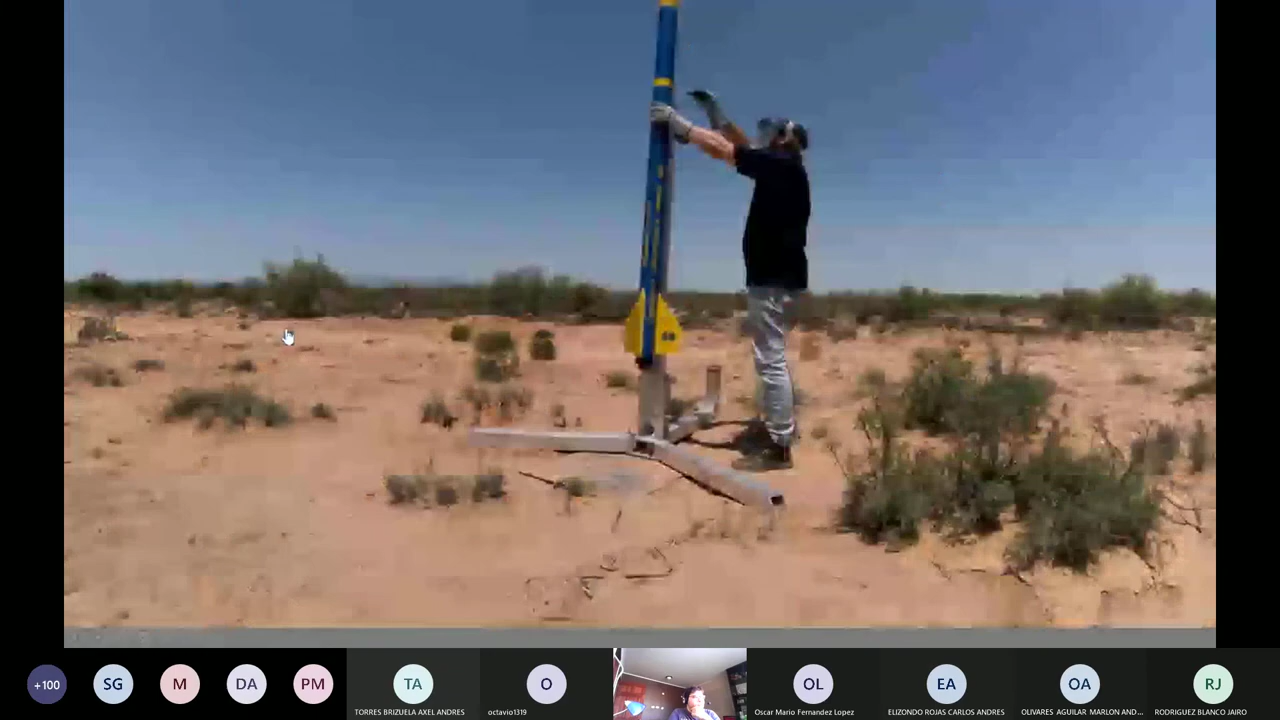 +100
SG
M
DA
PM
TA
O
OL
EA
OA
RJ
TORRES BRIZUELA AXEL ANDRES
octavio1319
Oscar Mario Fernandez Lopez
ELIZONDO ROJAS CARLOS ANDRES
OLIVARES AGUILAR MARLON AND...
RODRIGUEZ BLANCO JAIRO